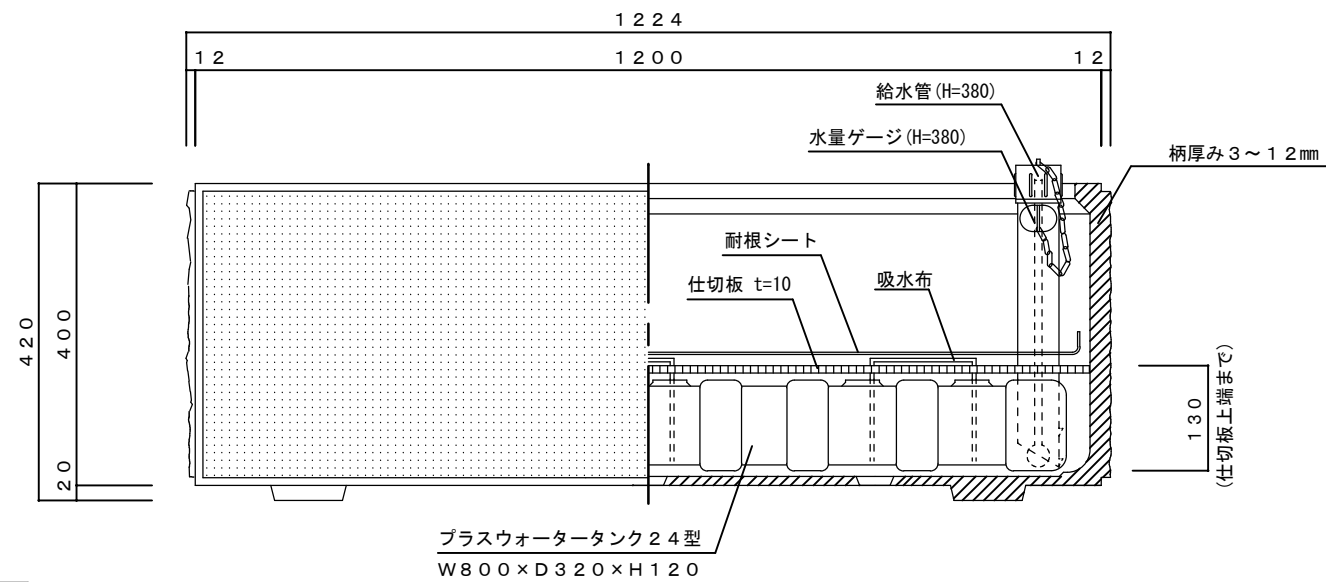 1224
12
1200
12
給水管(H=380)
水量ゲージ(H=380)
柄厚み3～12㎜
耐根シート
仕切板 t=10
吸水布
420
400
20
130
(仕切板上端まで)
プラスウォータータンク24型
W800×D320×H120